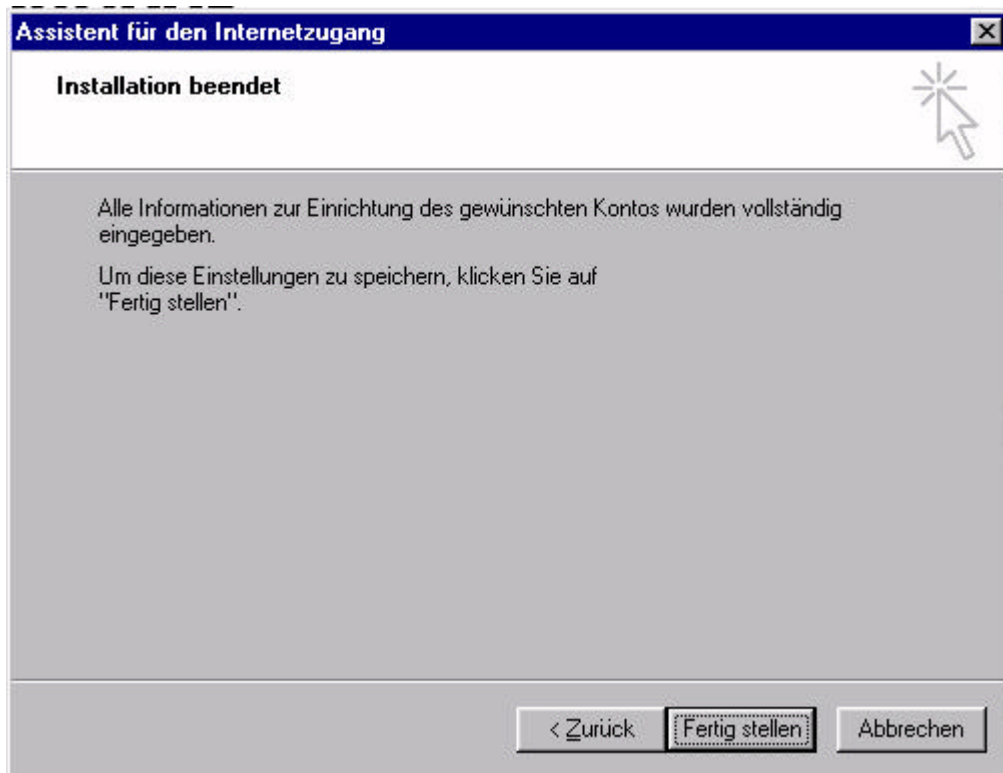 Assistent für den Internetzugang
Installation beendet
Alle Informationen zur Einrichtung des gewünschten Kontos wurden vollständig
eingegeben.
Um diese Einstellungen zu speichern, klicken Sie auf
"Fertig stellen".
< Zurück
Fertig stellen
Abbrechen